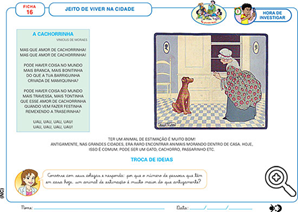 FICHA
16
JEITO DE VIVER NA CIDADE
HORA DE
INVESTIGAR
A CACHORRINHA
VINICIUS DE MORAES
MAS QUE AMOR DE CACHORRINHA!
MAS QUE AMOR DE CACHORRINHA!
PODE HAVER COISA NO MUNDO
MAIS BRANCA, MAIS BONITINHA
DO QUE A TUA BARRIGUINHA
CRIVADA DE MAMIQUINHA?
PODE HAVER COISA NO MUNDO
MAIS TRAVESSA, MAIS TONTINHA
QUE ESSE AMOR DE CACHORRINHA
QUANDO VEM FAZER FESTINHA
REMEXENDO A TRASEIRINHA?
UAU, UAU, UAU, UAU!
UAU, UAU, UAU, UAU!
TER UM ANIMAL DE ESTIMAÇÃO É MUITO BOM!
ANTIGAMENTE, NAS GRANDES CIDADES, ERA RARO ENCONTRAR ANIMAIS MORANDO DENTRO DE CASA. HOJE,
ISSO É COMUM. PODE SER UM GATO, CACHORRO, PASSARINHO ETC.
TROCA DE IDEIAS
Converse com seus colegas e responda: por que o número de pessoas que têm
em casa hoje um animal de estimação é muito maior do que antigamente?
Nome:
Turma: